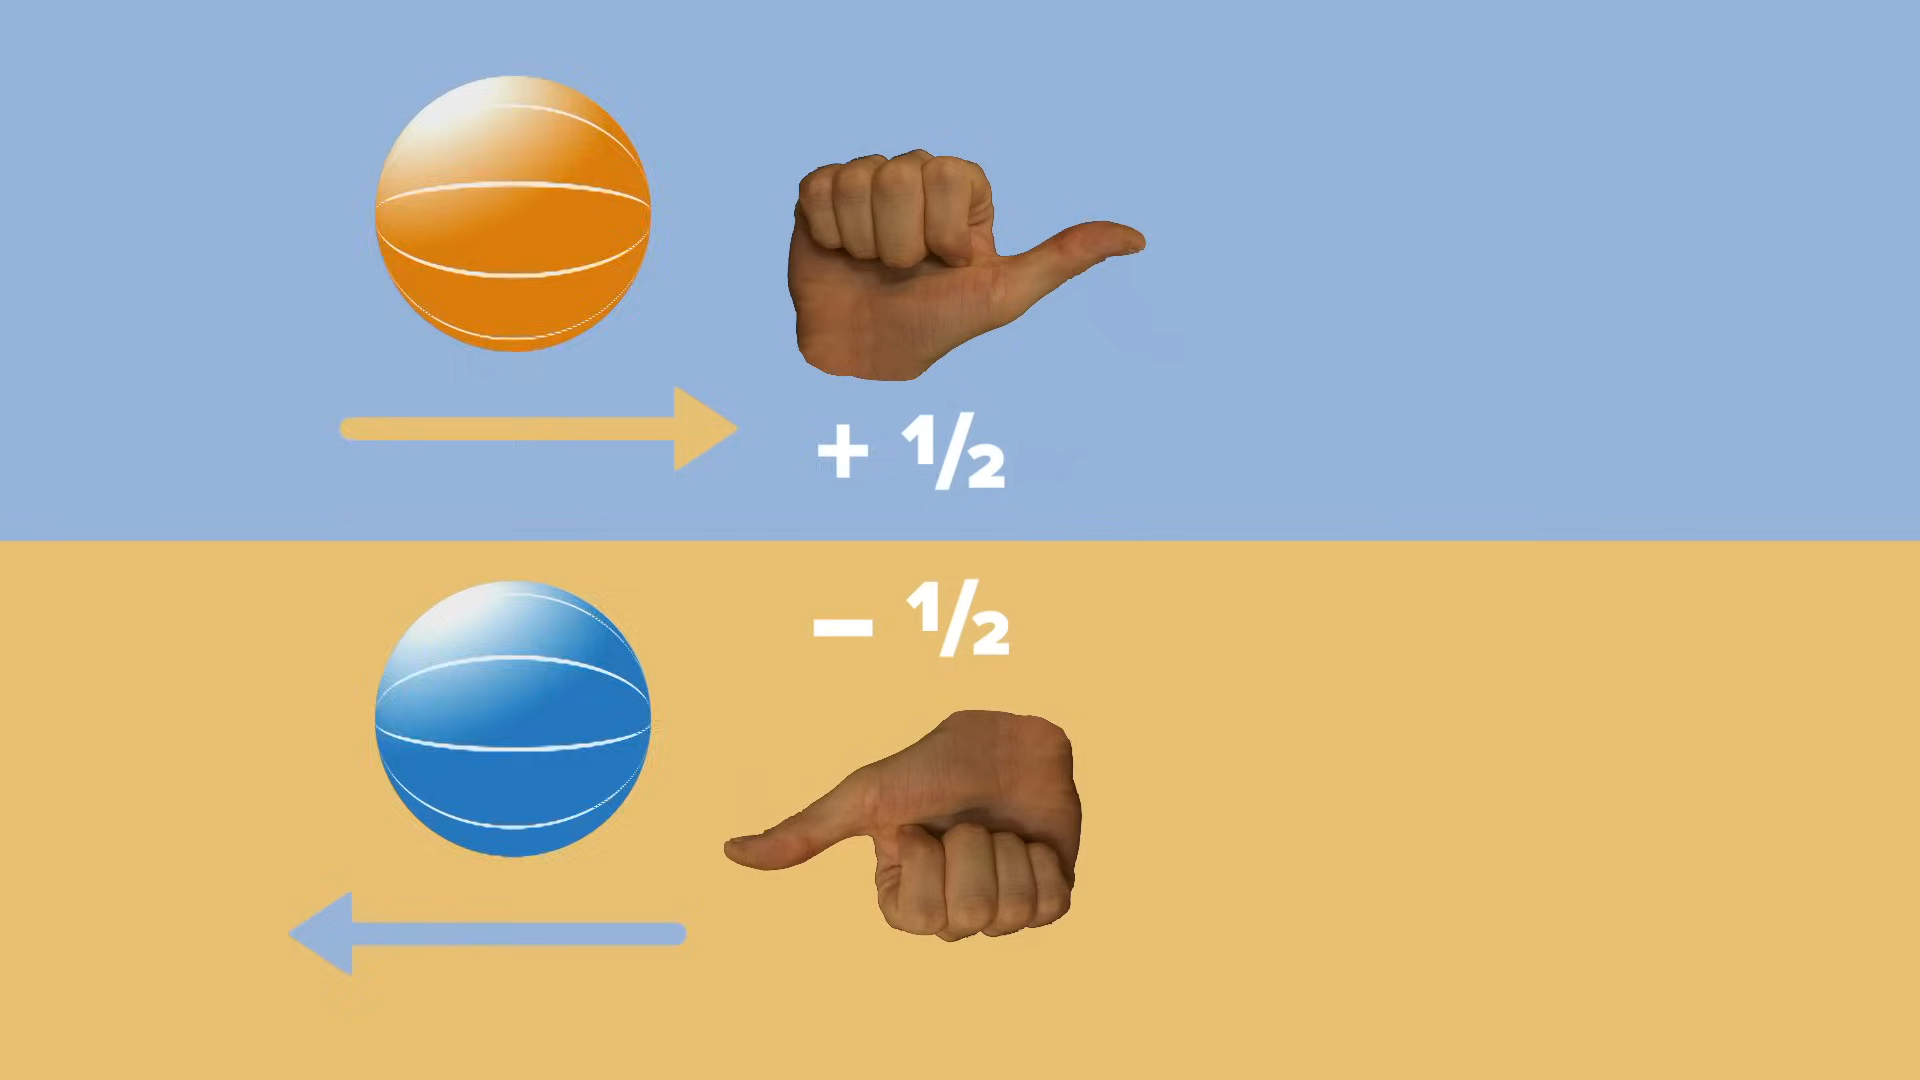 + ½
– ½